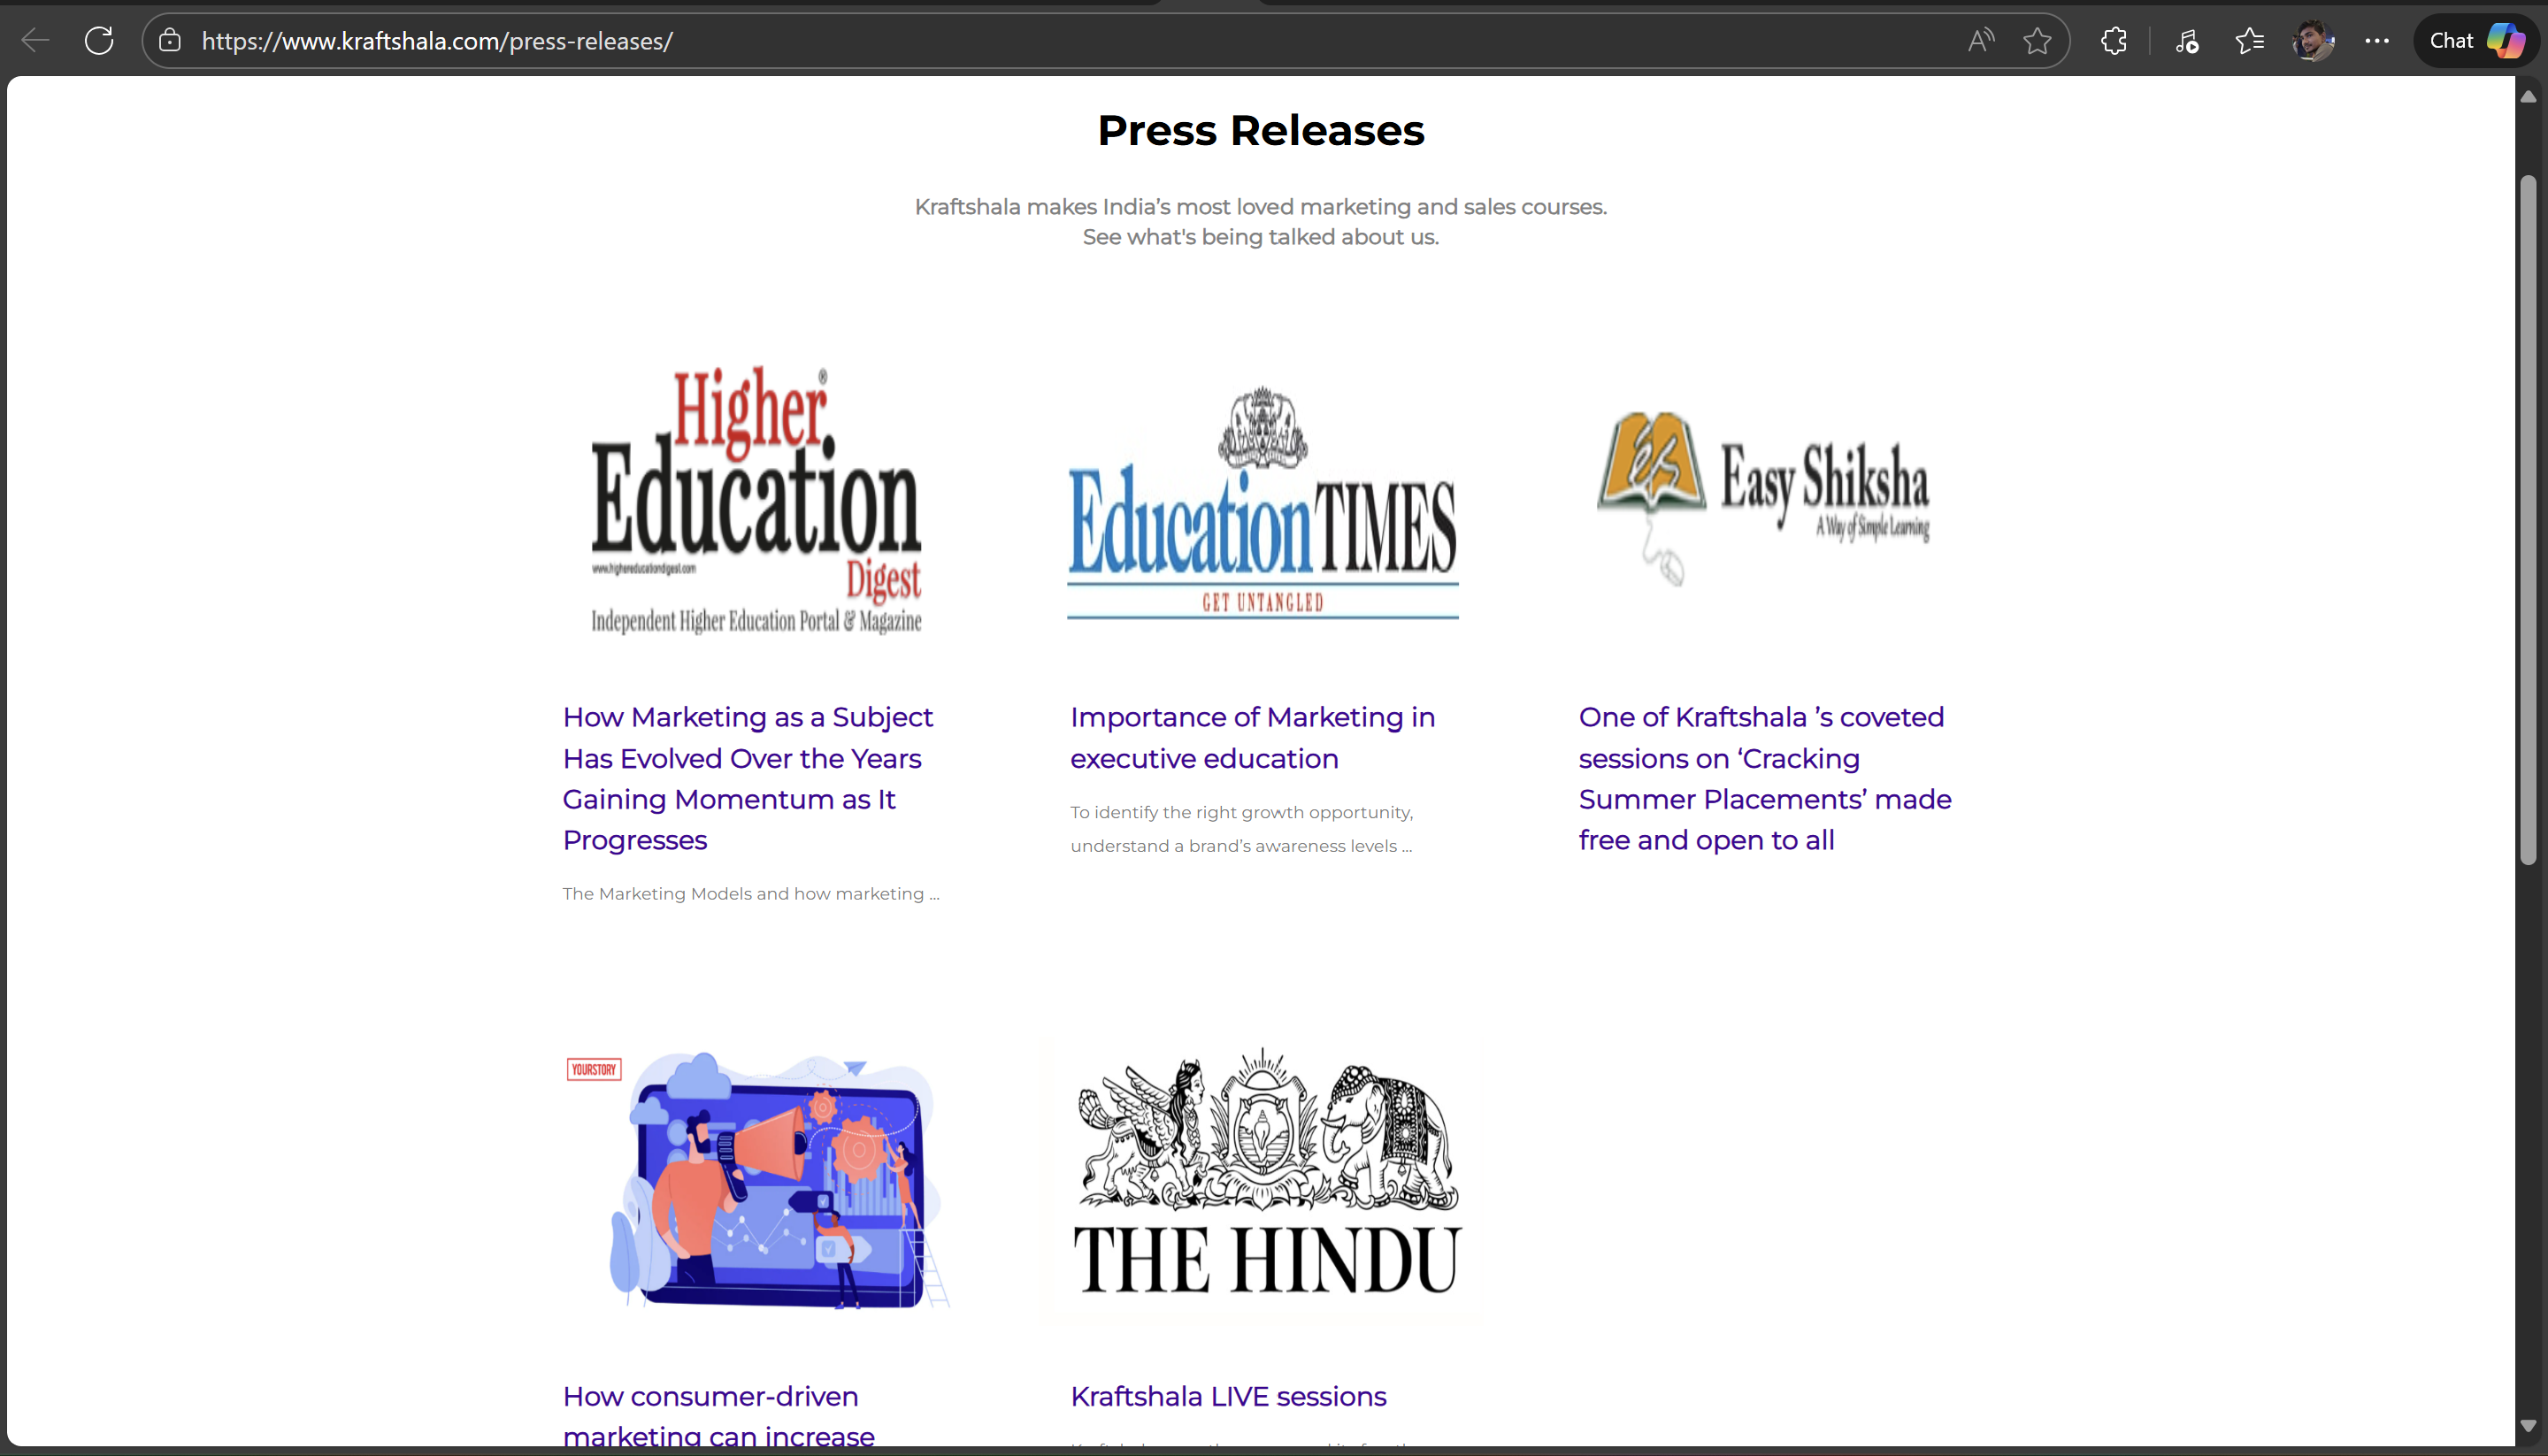 https://www.kraftshala.com/press-releases/
Chat
Press Releases
Kraftshala makes India’s most loved marketing and sales courses.
See what's being talked about us.
Higher®
Education
www.highereducationdigest.com
Digest
Independent Higher Education Portal & Magazine
Education TIMES
GET UNTANGLED
Easy Shiksha
A Way of Simple Learning
How Marketing as a Subject
Has Evolved Over the Years
Gaining Momentum as It
Progresses
The Marketing Models and how marketing ...
Importance of Marketing in
executive education
To identify the right growth opportunity,
understand a brand’s awareness levels ...
One of Kraftshala ’s coveted
sessions on ‘Cracking
Summer Placements’ made
free and open to all
YOURSTORY
THE HINDU
How consumer-driven
marketing can increase
Kraftshala LIVE sessions